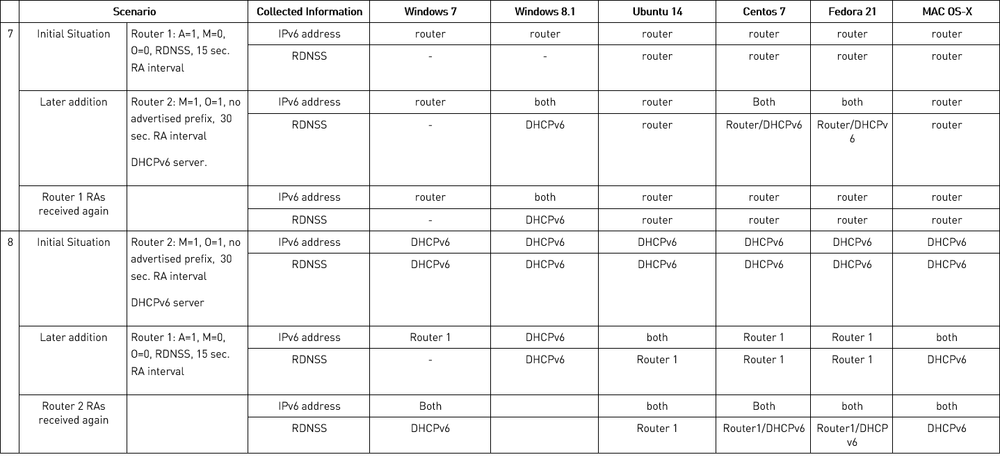 Scenario Collected Information Windows 7 Windows 8.1 Ubuntu 14 Centos 7 Fedora 21 MAC OS-X
7 Initial Situation Router 1: A=1, M=0, IPv6 address router router router router router router
O=0, RDNSS, 15 sec. RDNSS - - router router router router
RA interval
Later addition Router 2: M=1, O=1, no IPv6 address router both router Both both router
advertised prefix, 30 RDNSS - DHCPv6 router Router/DHCPv6 Router/DHCPv router
sec. RA interval 6
DHCPv6 server.
Router 1 RAs IPv6 address router both router router router router
received again RDNSS - DHCPv6 router router router router
8 Initial Situation Router 2: M=1, O=1, no IPv6 address DHCPv6 DHCPv6 DHCPv6 DHCPv6 DHCPv6 DHCPv6
advertised prefix, 30 RDNSS DHCPv6 DHCPv6 DHCPv6 DHCPv6 DHCPv6 DHCPv6
sec. RA interval
DHCPv6 server
Later addition Router 1: A=1, M=0, IPv6 address Router 1 DHCPv6 both Router 1 Router 1 both
O=0, RDNSS, 15 sec. RDNSS - DHCPv6 Router 1 Router 1 Router 1 DHCPv6
RA interval
Router 2 RAs IPv6 address Both both Both both both
received again RDNSS DHCPv6 Router 1 Router1/DHCPv6 Router1/DHCP DHCPv6
v6